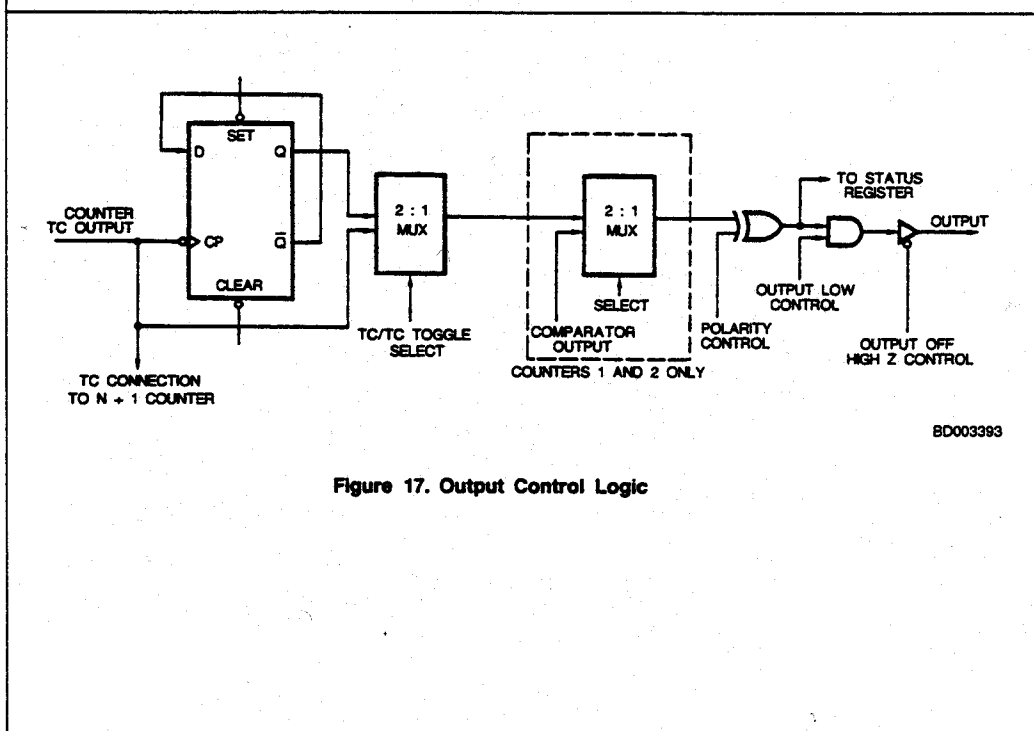 SET
D Q
COUNTER
TC OUTPUT
CP Q̅
CLEAR
TC CONNECTION
TO N + 1 COUNTER
2 : 1
MUX
TC/TC TOGGLE
SELECT
2 : 1
MUX
SELECT
COMPARATOR
OUTPUT
COUNTERS 1 AND 2 ONLY
POLARITY
CONTROL
TO STATUS
REGISTER
OUTPUT LOW
CONTROL
OUTPUT
OUTPUT OFF
HIGH Z CONTROL
BD003393
Figure 17. Output Control Logic